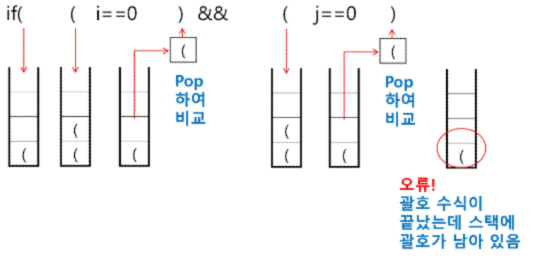 if( ( i==0 ) && ( j==0 )
( (
Pop
하여
비교
Pop
하여
비교
( ( (
( ( ( ( ( (
오류!
괄호 수식이
끝났는데 스택에
괄호가 남아 있음